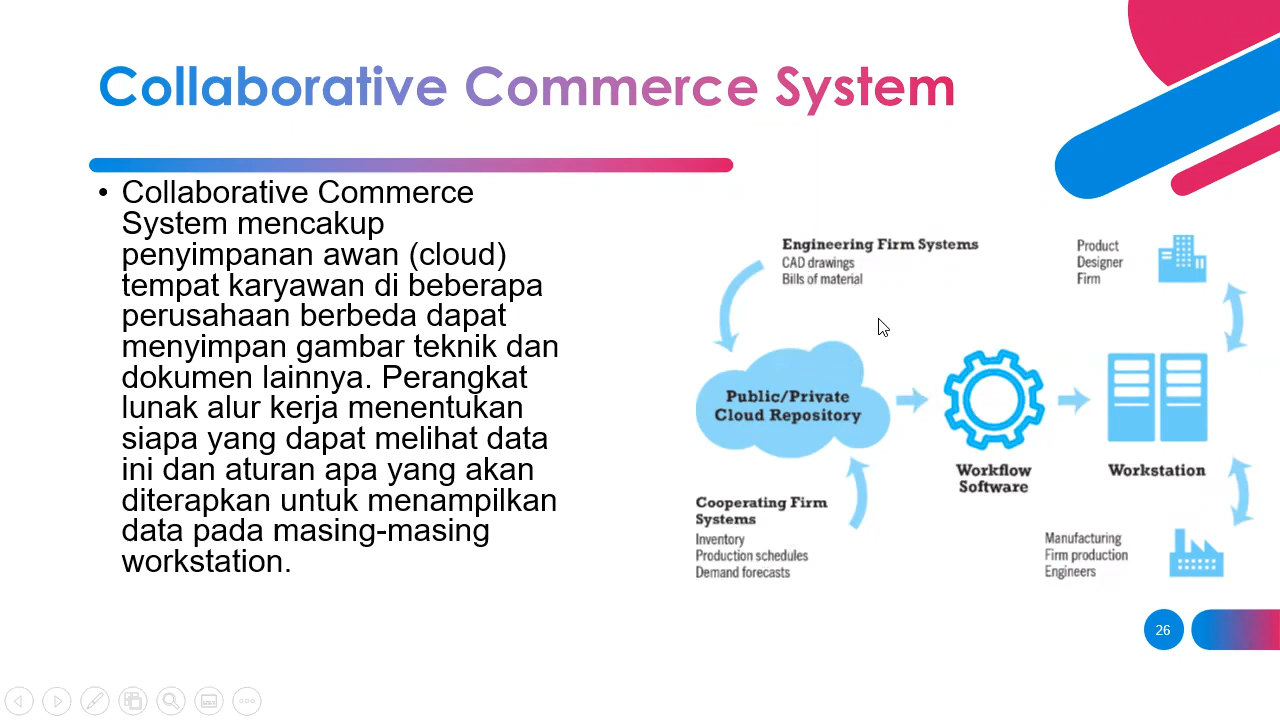 Collaborative Commerce System
• Collaborative Commerce
System mencakup
penyimpanan awan (cloud)
tempat karyawan di beberapa
perusahaan berbeda dapat
menyimpan gambar teknik dan
dokumen lainnya. Perangkat
lunak alur kerja menentukan
siapa yang dapat melihat data
ini dan aturan apa yang akan
diterapkan untuk menampilkan
data pada masing-masing
workstation.
Engineering Firm Systems
CAD drawings
Bills of material
Product
Designer
Firm
Public/Private
Cloud Repository
Workflow
Software
Workstation
Cooperating Firm
Systems
Inventory
Production schedules
Demand forecasts
Manufacturing
Firm production
Engineers
26